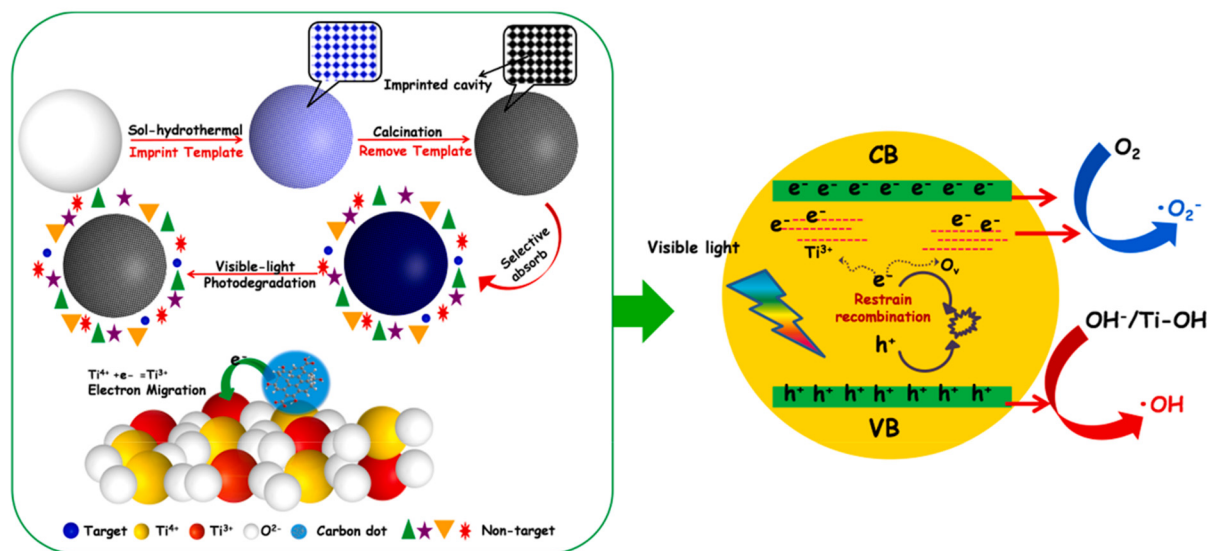 Imprinted cavity
Sol-hydrothermal
Imprint Template
Calcination
Remove Template
Selective
absorb
Visible-light
Photodegradation
e-
Ti⁴⁺ +e- =Ti³⁺
Electron Migration
Target
Ti⁴⁺
Ti³⁺
O²⁻
Carbon dot
Non-target
CB
e⁻ e⁻ e⁻ e⁻ e⁻ e⁻ e⁻
e⁻ e⁻
e⁻ e⁻
Ti³⁺
Oᵥ
e⁻
Visible light
Restrain
recombination
h⁺
h⁺ h⁺ h⁺ h⁺ h⁺ h⁺ h⁺
VB
O₂
·O₂⁻
OH⁻/Ti-OH
·OH